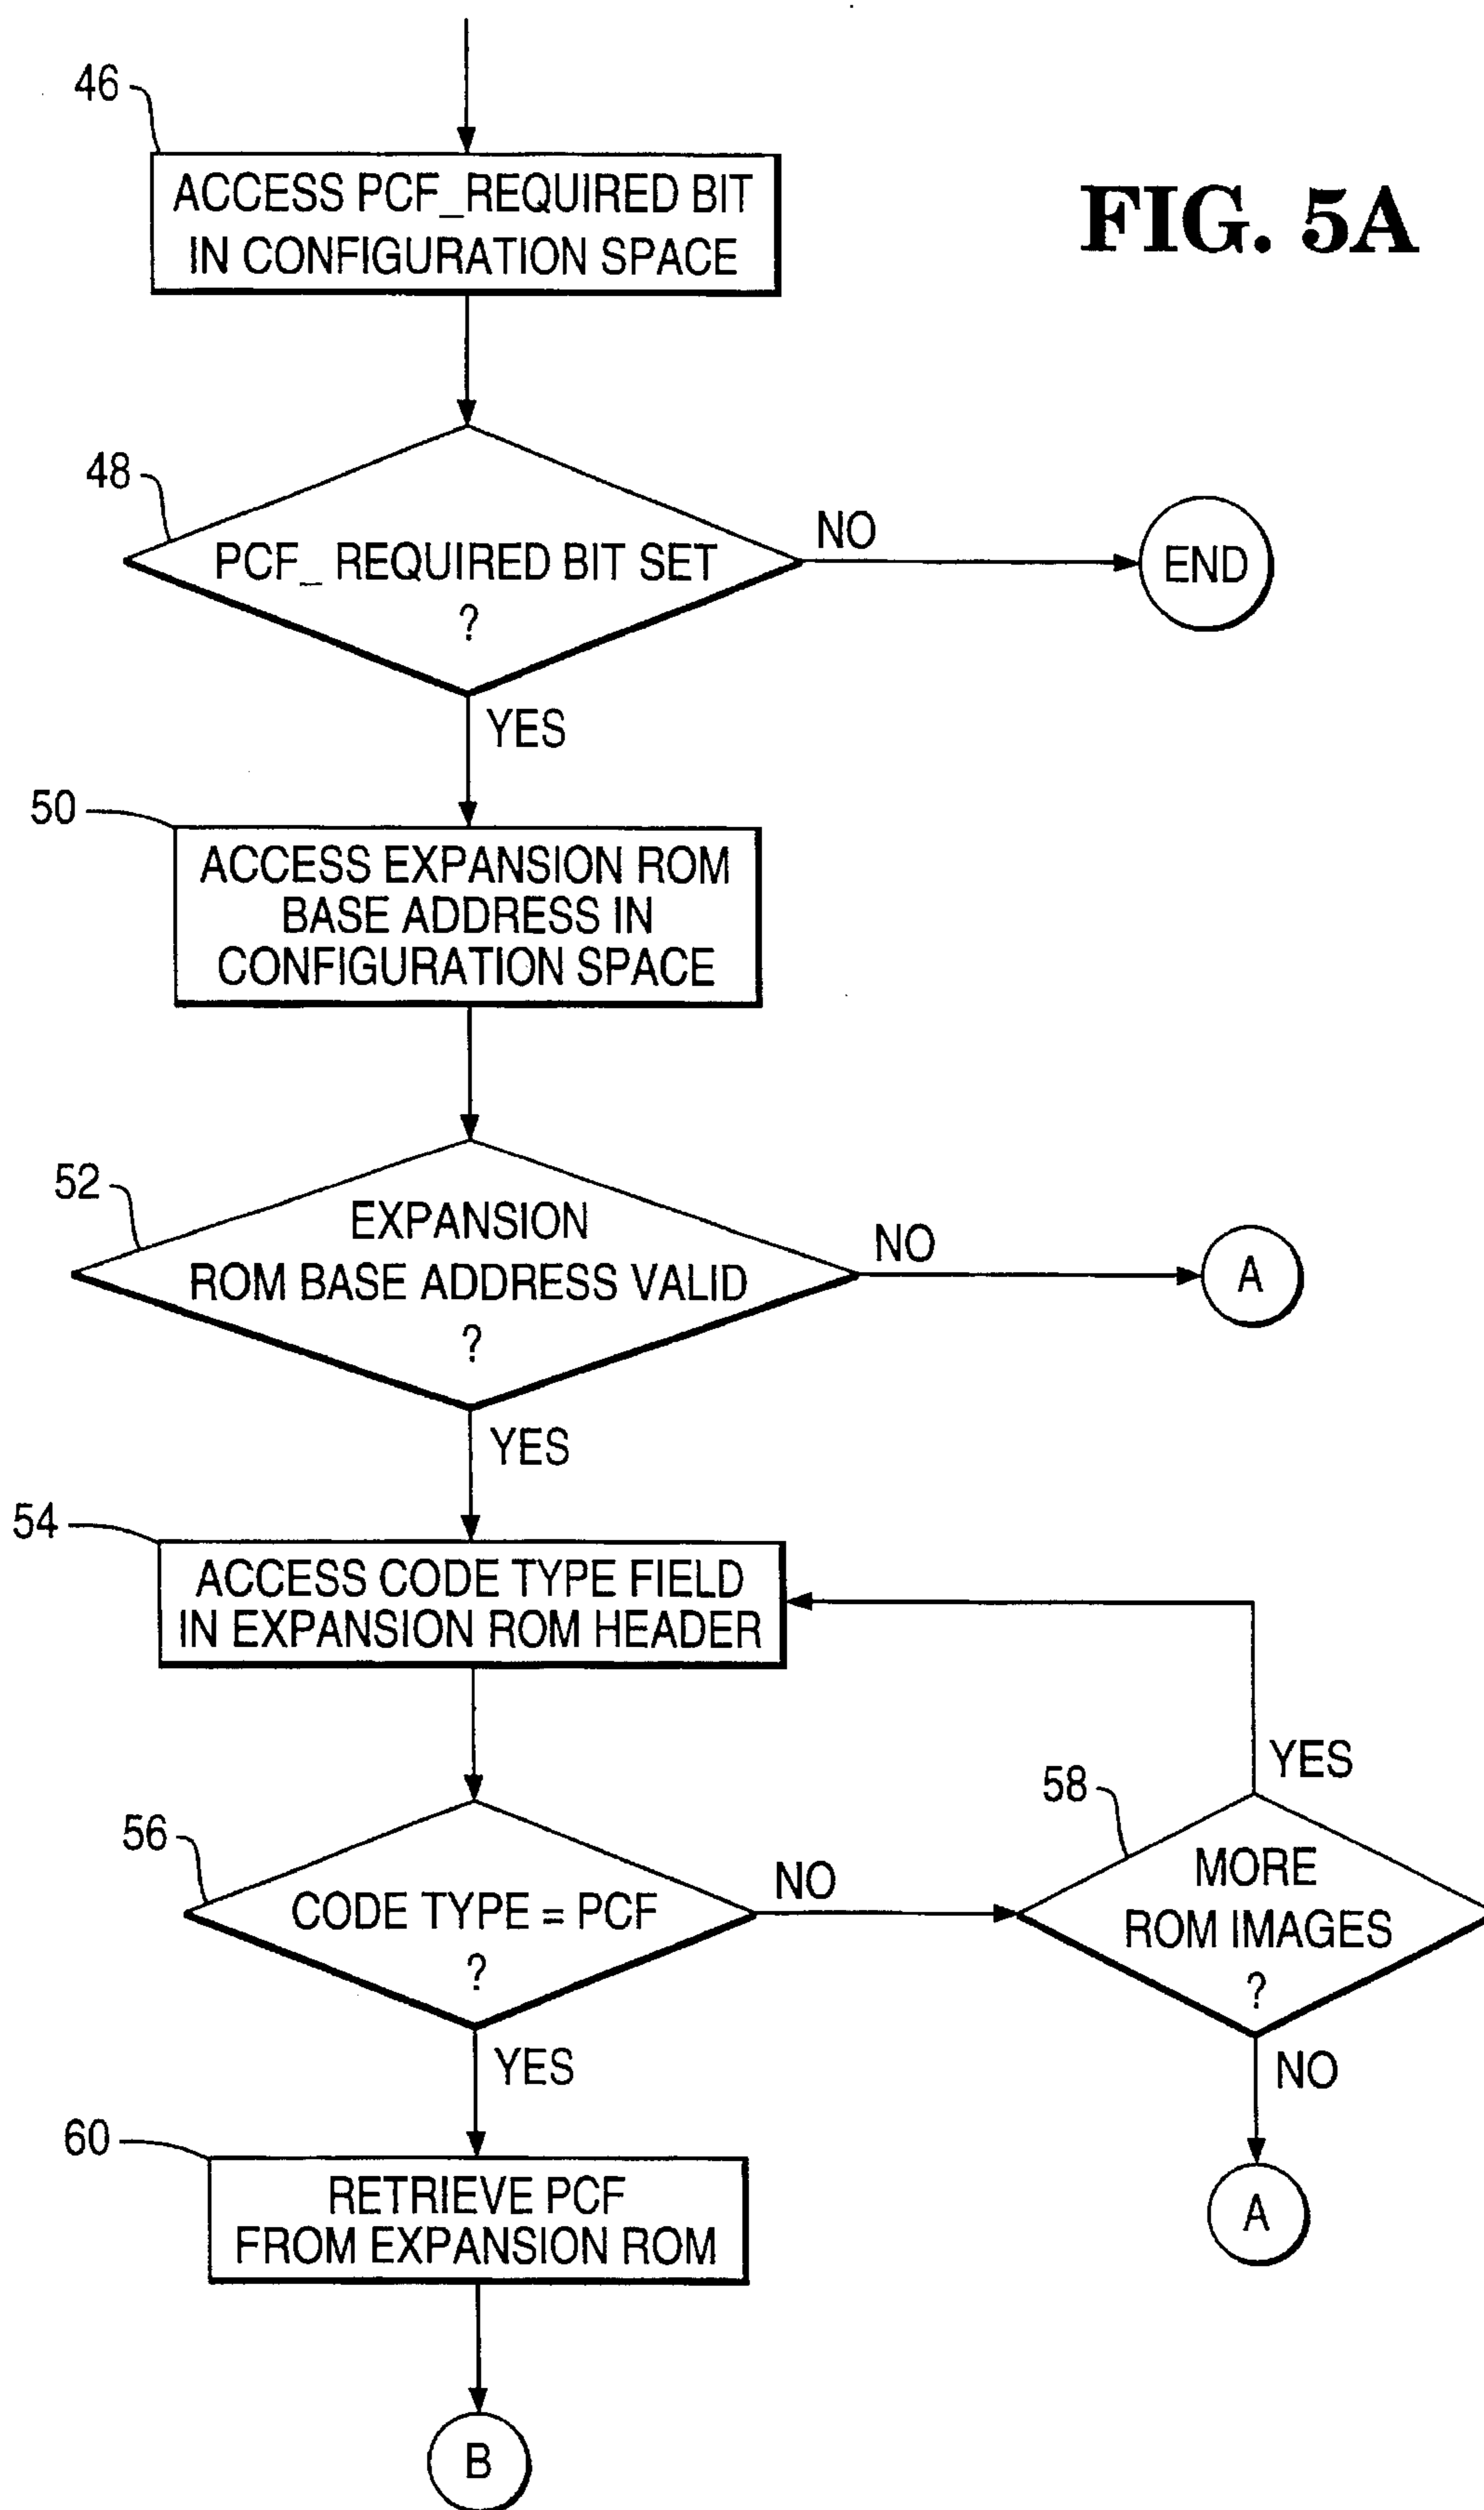 46
ACCESS PCF_REQUIRED BIT
IN CONFIGURATION SPACE
FIG. 5A
48
PCF_ REQUIRED BIT SET
?
NO
END
YES
50
ACCESS EXPANSION ROM
BASE ADDRESS IN
CONFIGURATION SPACE
52
EXPANSION
ROM BASE ADDRESS VALID
?
NO
A
YES
54
ACCESS CODE TYPE FIELD
IN EXPANSION ROM HEADER
56
CODE TYPE = PCF
?
NO
58
MORE
ROM IMAGES
?
YES
NO
A
YES
60
RETRIEVE PCF
FROM EXPANSION ROM
B